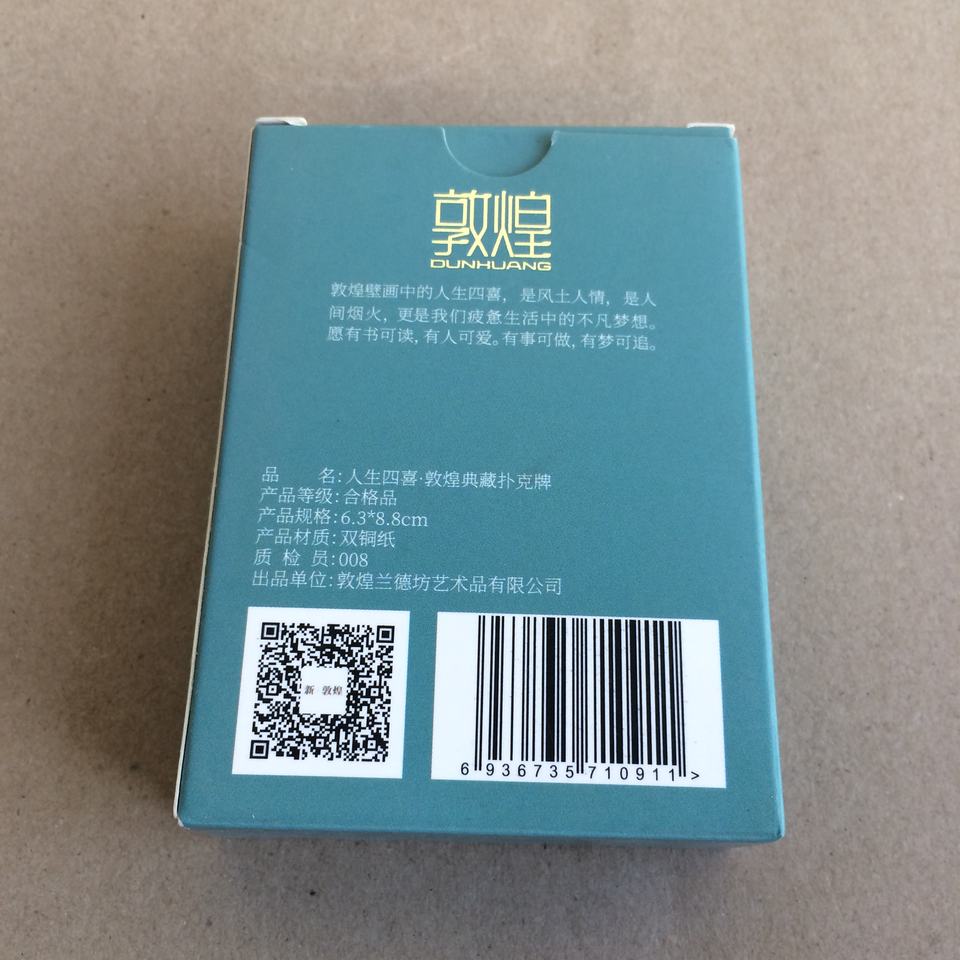 敦煌
DUNHUANG
敦煌壁画中的人生四喜，是风土人情，是人
间烟火，更是我们疲惫生活中的不凡梦想。
愿有书可读，有人可爱。有事可做，有梦可追。
品 名：人生四喜·敦煌典藏扑克牌
产品等级：合格品
产品规格：6.3*8.8cm
产品材质：双铜纸
质 检 员：008
出品单位：敦煌兰德坊艺术品有限公司
新 敦煌
6 936735 710911 >